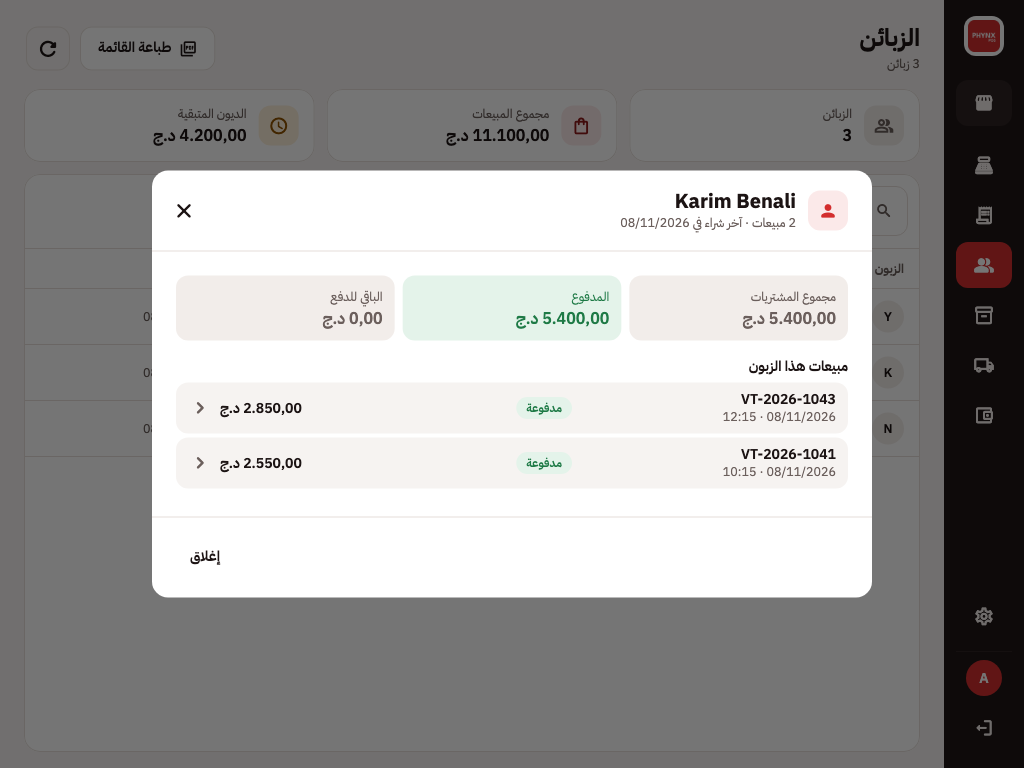 PHYNX
الزبائن
3 زبائن
طباعة القائمة
الزبائن
3
مجموع المبيعات
11.100,00 د.ج
الديون المتبقية
4.200,00 د.ج
الزبون
Y
K
N
Karim Benali
2 مبيعات · آخر شراء في 08/11/2026
مجموع المشتريات
5.400,00 د.ج
المدفوع
5.400,00 د.ج
الباقي للدفع
0,00 د.ج
مبيعات هذا الزبون
VT-2026-1043
08/11/2026 · 12:15
مدفوعة
2.850,00 د.ج
VT-2026-1041
08/11/2026 · 10:15
مدفوعة
2.550,00 د.ج
إغلاق
A